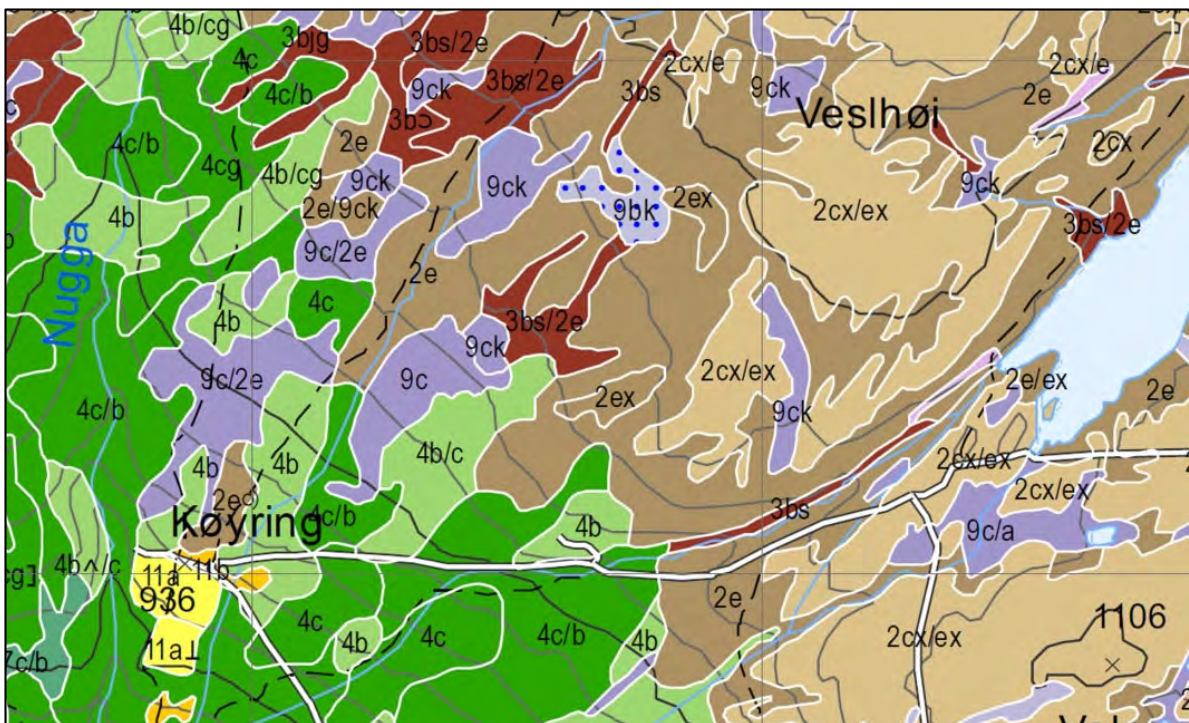 4b/cg
3bjg
3bs/2e
2cx/e
2cx/e
4c
9ck
3bs/2e
3bs
9ck
2e
Veslhøi
4c/b
4c/b
2e
2cx
4cg
4b/cg
9ck
9ck
9ck
2e/9ck
9bk
2ex
2cx/ex
4b
3bs/2e
Nugga
9c/2e
2e
4c
4b
3bs/2e
9ck
9c/2e
9c
2cx/ex
2e/ex
2e
4c/b
2ex
9ck
4b
4b
4b/c
2cx/ex
2e
2cx/ex
Køyring
4c/b
4b
3bs
9c/a
4b^/c
cg]
11a
11b
936
2e
1106
4c
4b
4c
4c/b
4b
2cx/ex
11a⊥
7c/b